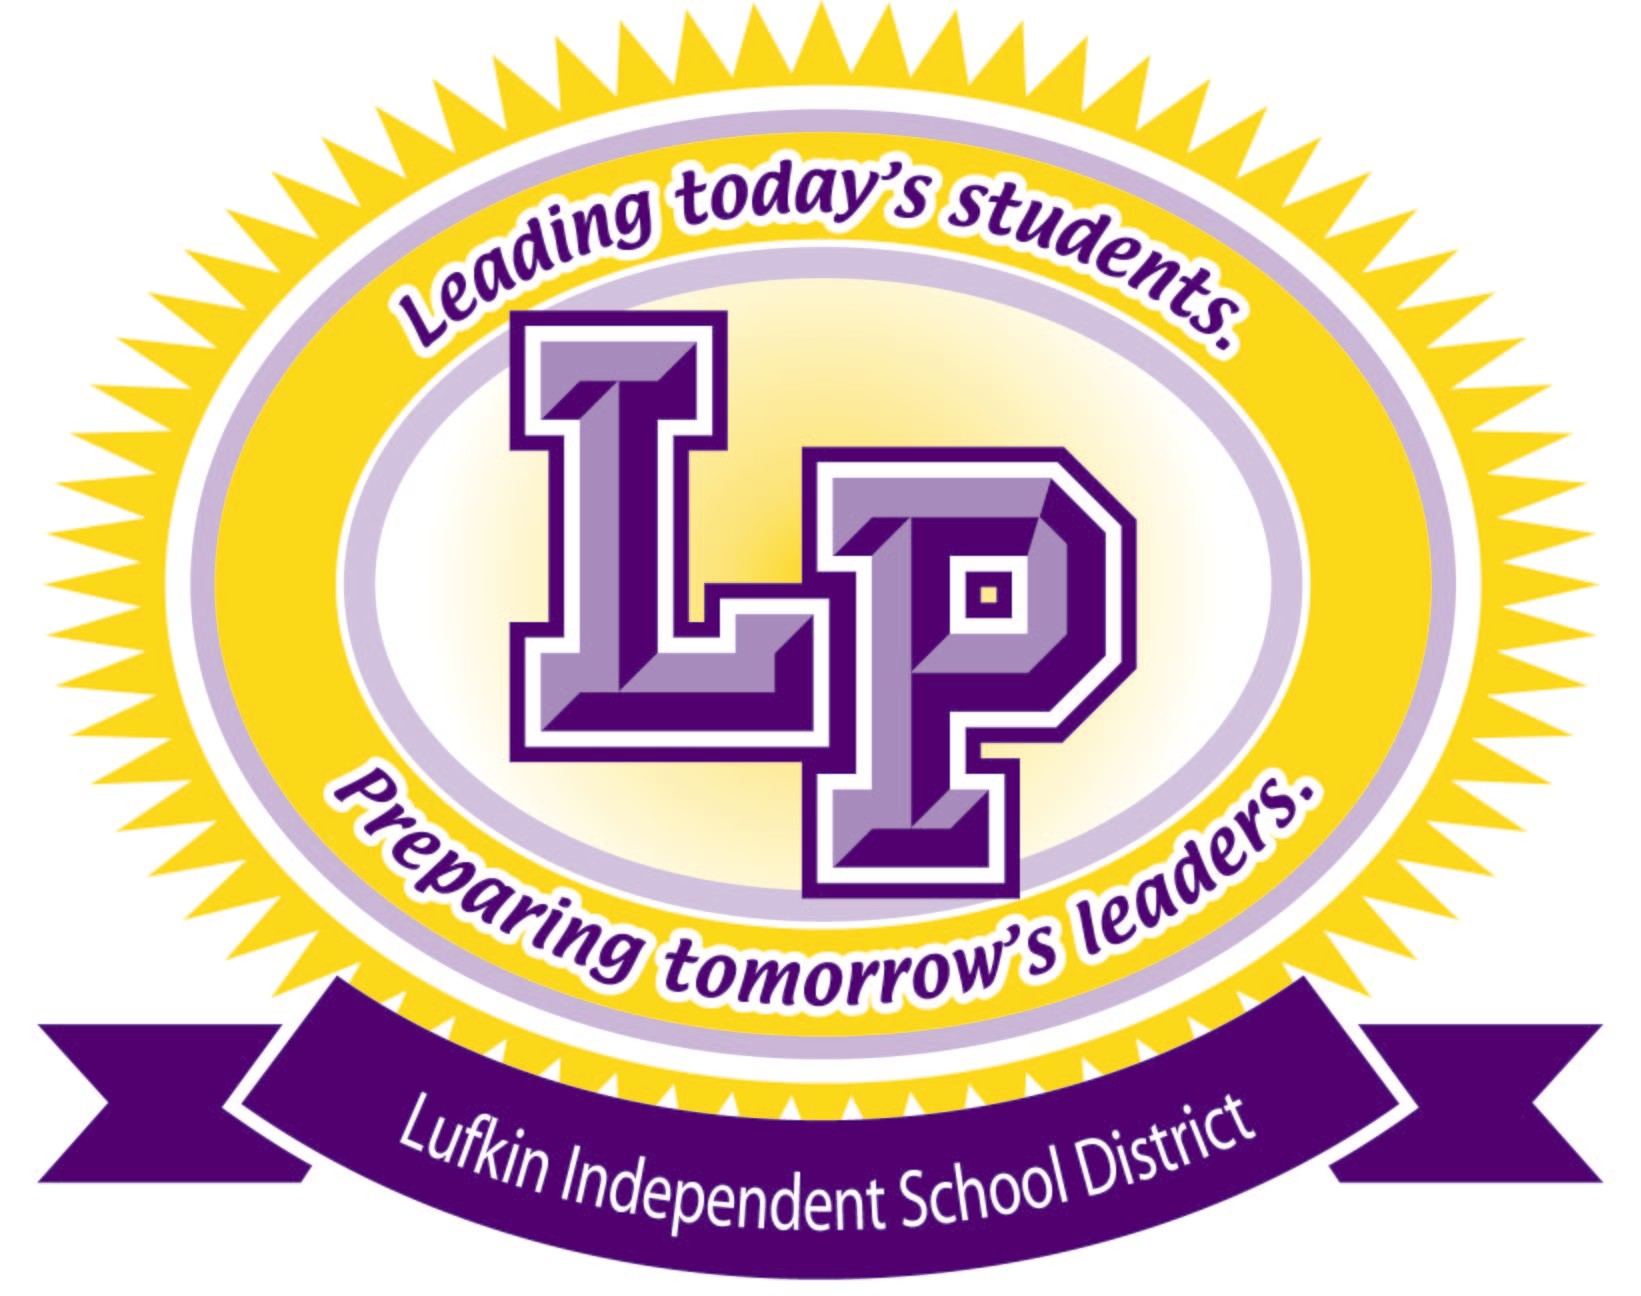 Leading today's students.
LP
Preparing tomorrow's leaders.
Lufkin Independent School District